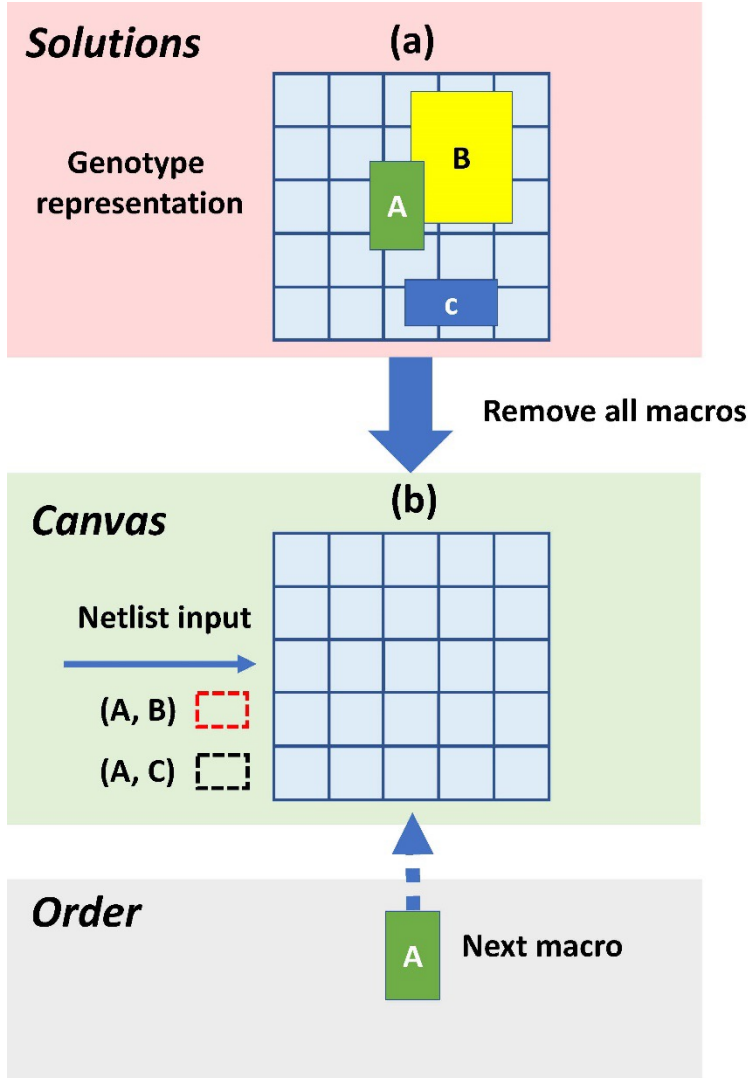 Solutions
(a)
Genotype
representation
B
A
c
Remove all macros
Canvas
(b)
Netlist input
(A, B)
(A, C)
Order
A
Next macro